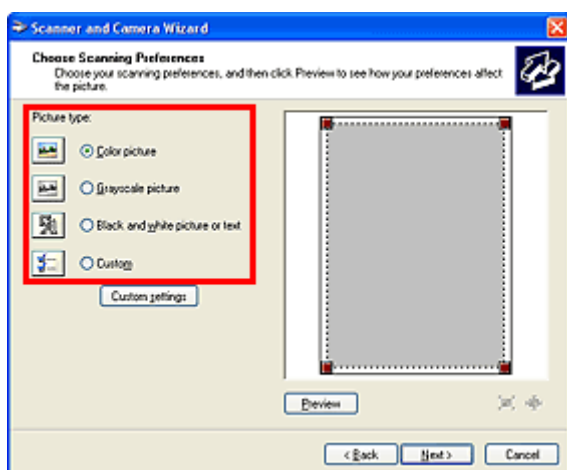 Scanner and Camera Wizard
Choose Scanning Preferences
Choose your scanning preferences, and then click Preview to see how your preferences affect
the picture.
Picture type:
Color picture
Grayscale picture
Black and white picture or text
Custom
Custom settings
Preview
< Back
Next >
Cancel